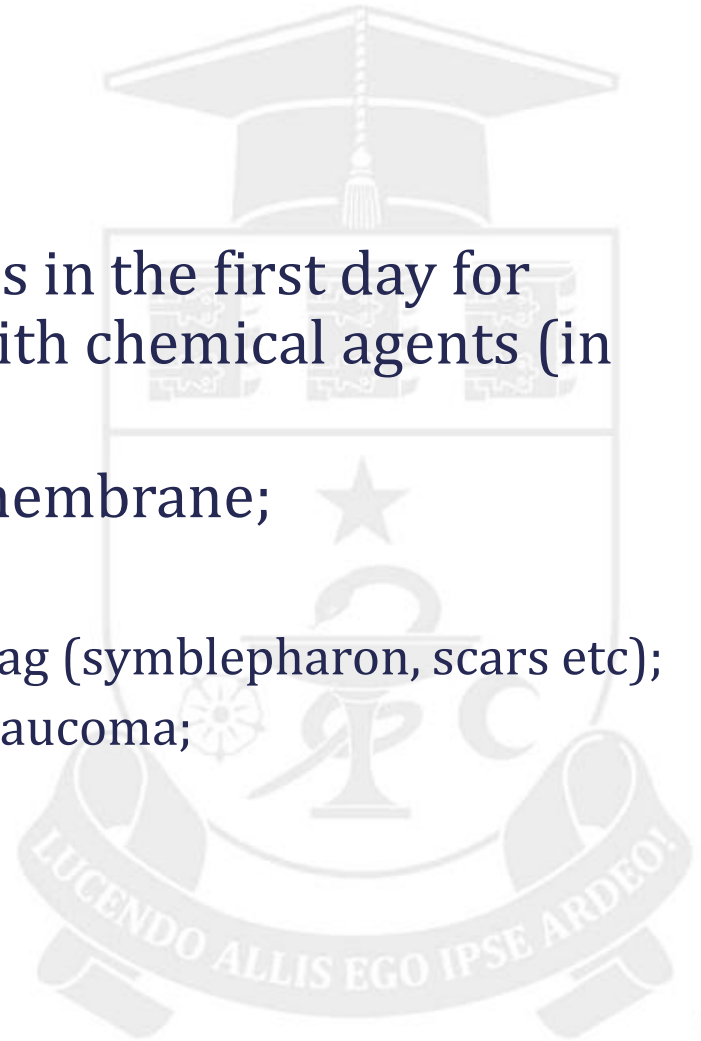 s in the first day for
ith chemical agents (in
nembrane;
ag (symblepharon, scars etc);
aucoma;
LUCENDO ALLIS EGO IPSE ARDEO!